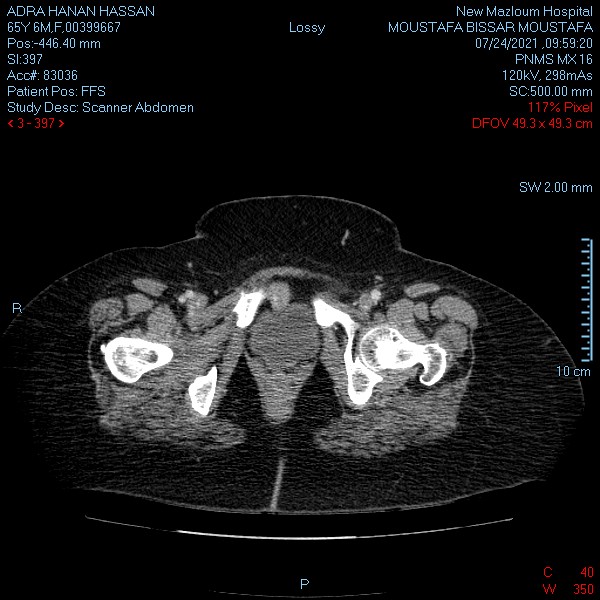 ADRA HANAN HASSAN
65Y 6M,F,00399667
Pos:-446.40 mm
SI:397
Acc#: 83036
Patient Pos: FFS
Study Desc: Scanner Abdomen
< 3 - 397 >
Lossy
New Mazloum Hospital
MOUSTAFA BISSAR MOUSTAFA
07/24/2021 ,09:59:20
PNMS MX 16
120kV, 298mAs
SC:500.00 mm
117% Pixel
DFOV 49.3 x 49.3 cm
SW 2.00 mm
R
10 cm
P
C 40
W 350